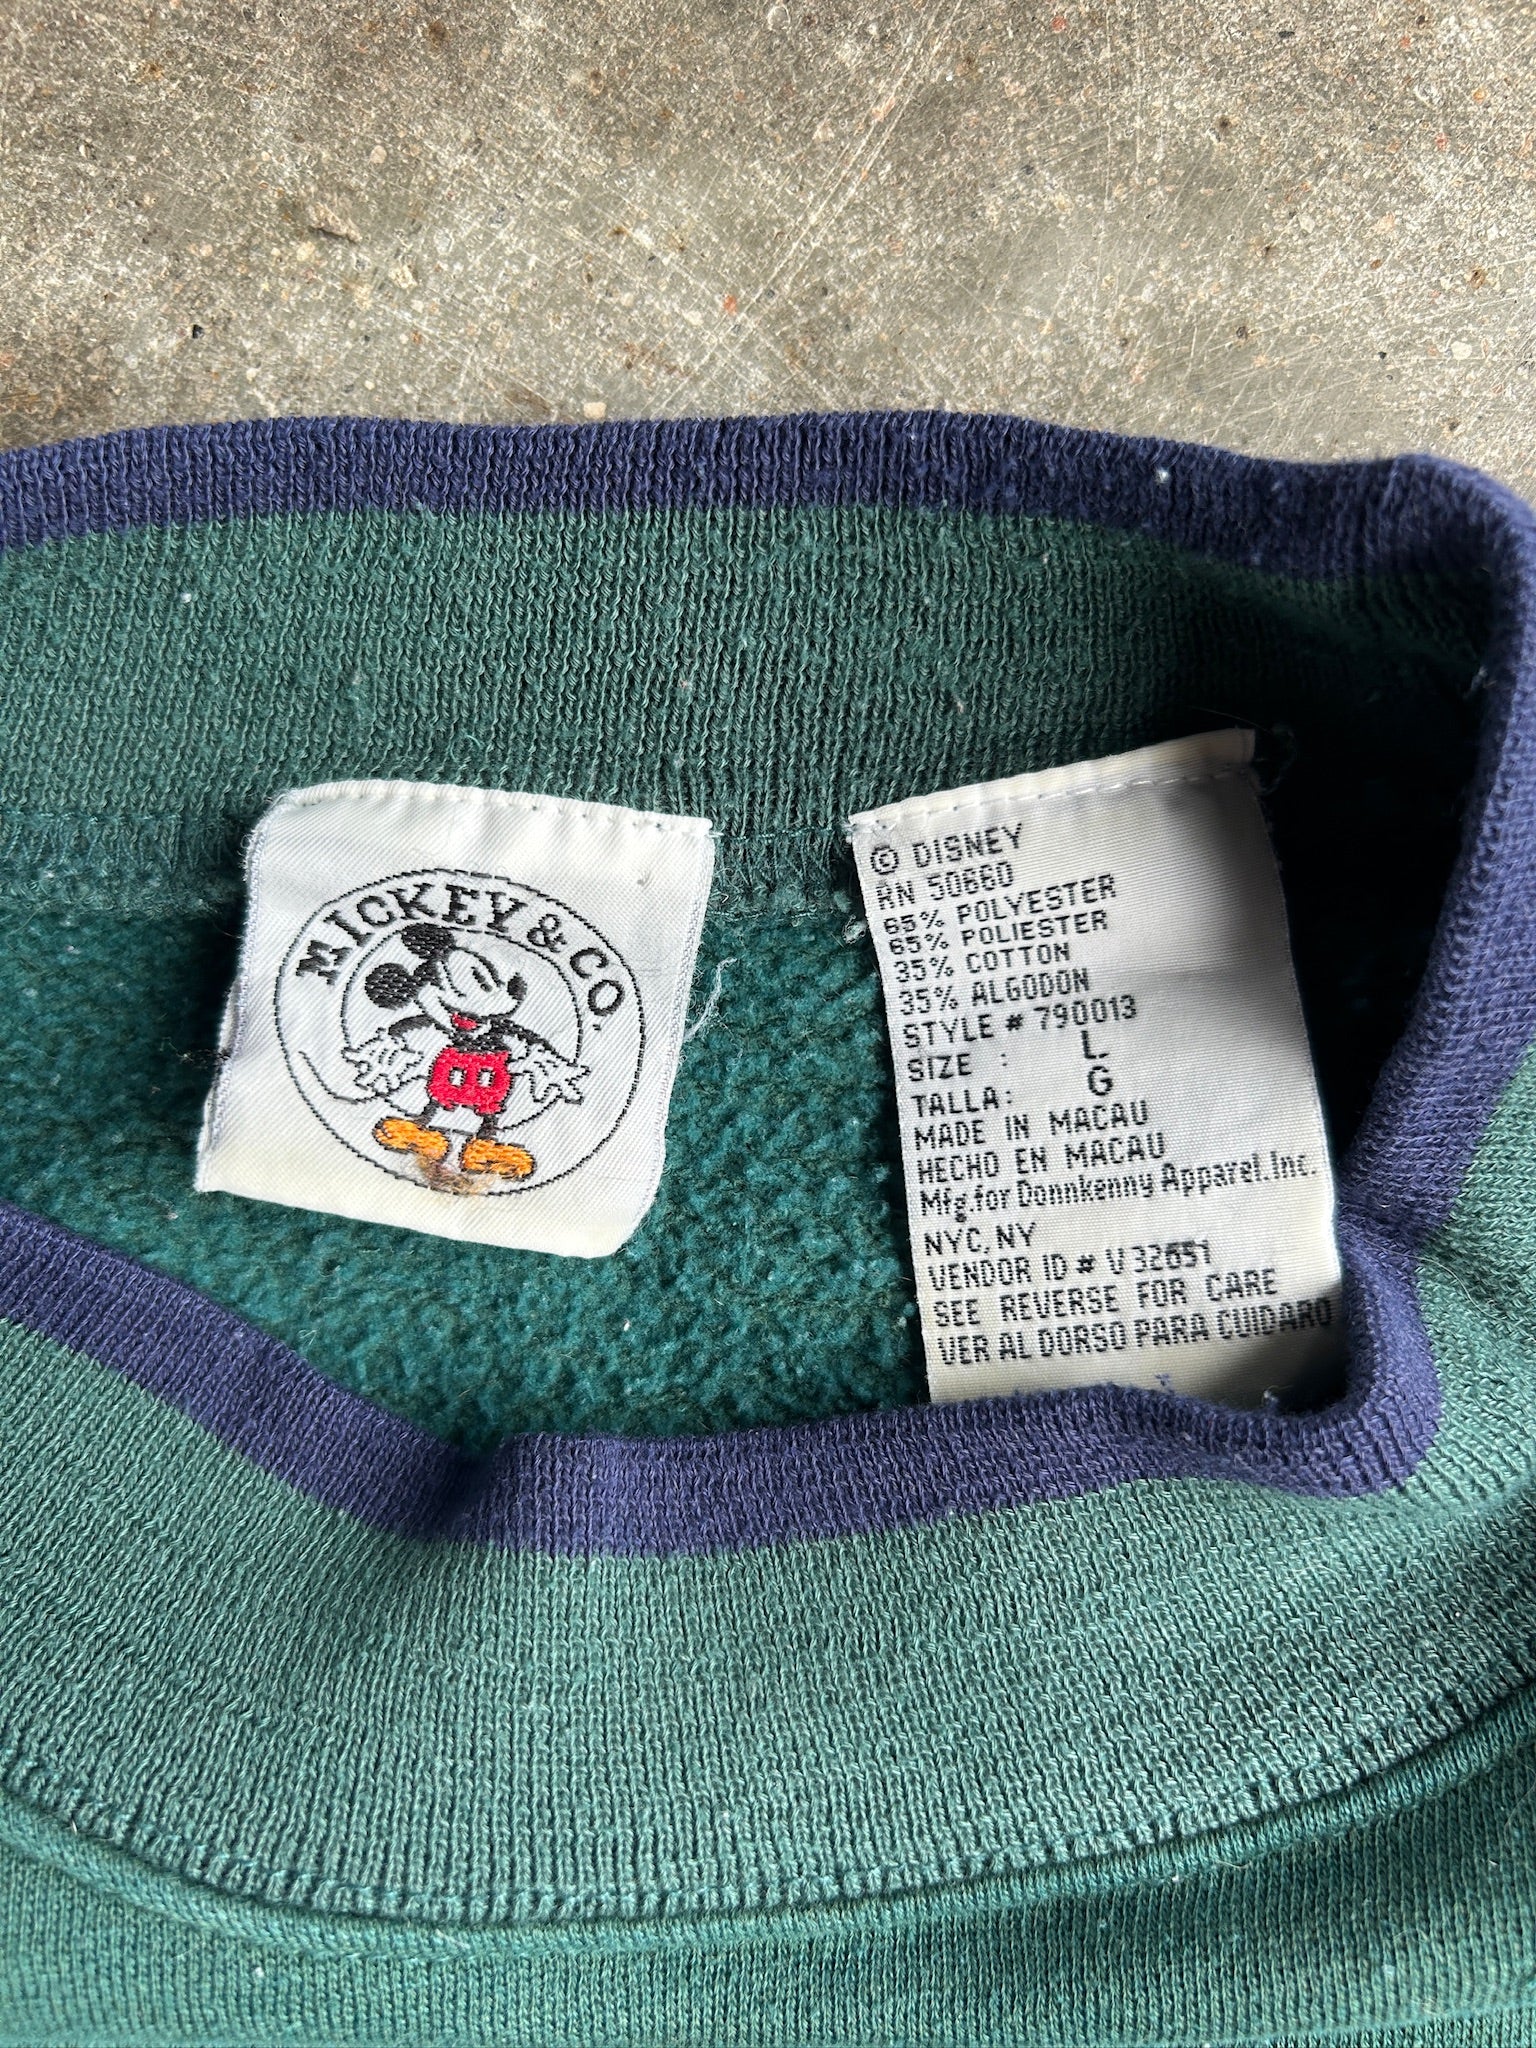 MICKEY & CO.
© DISNEY
RN 50660
65% POLYESTER
65% POLIESTER
35% COTTON
35% ALGODON
STYLE # 790013
SIZE : L
TALLA: G
MADE IN MACAU
HECHO EN MACAU
Mfg.for Donnkenny Apparel.Inc.
NYC, NY
VENDOR ID # V 32651
SEE REVERSE FOR CARE
VER AL DORSO PARA CUIDARO